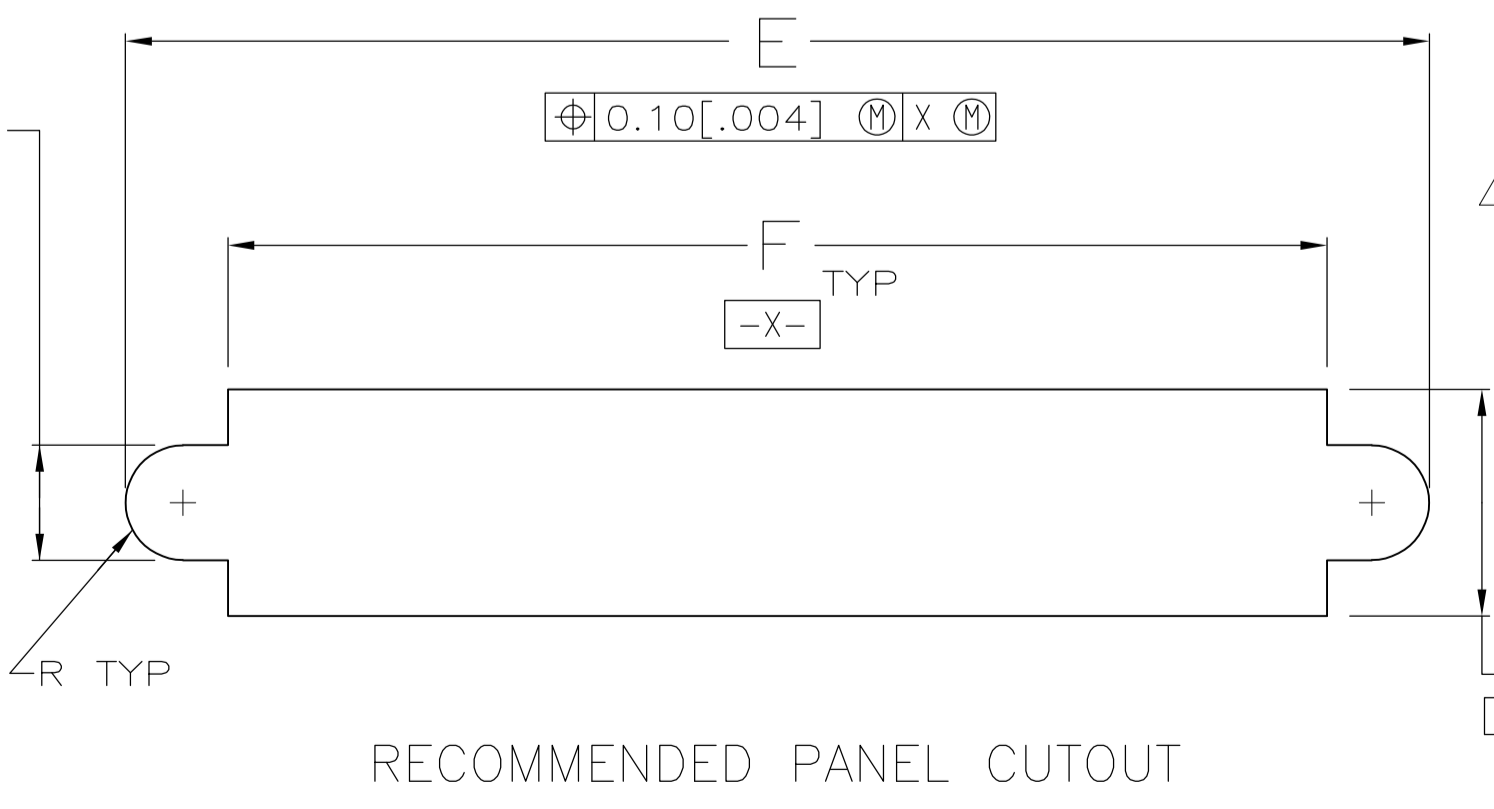 E
⌖ 0.10[.004] Ⓜ X Ⓜ
F
TYP
-X-
R TYP
RECOMMENDED PANEL CUTOUT